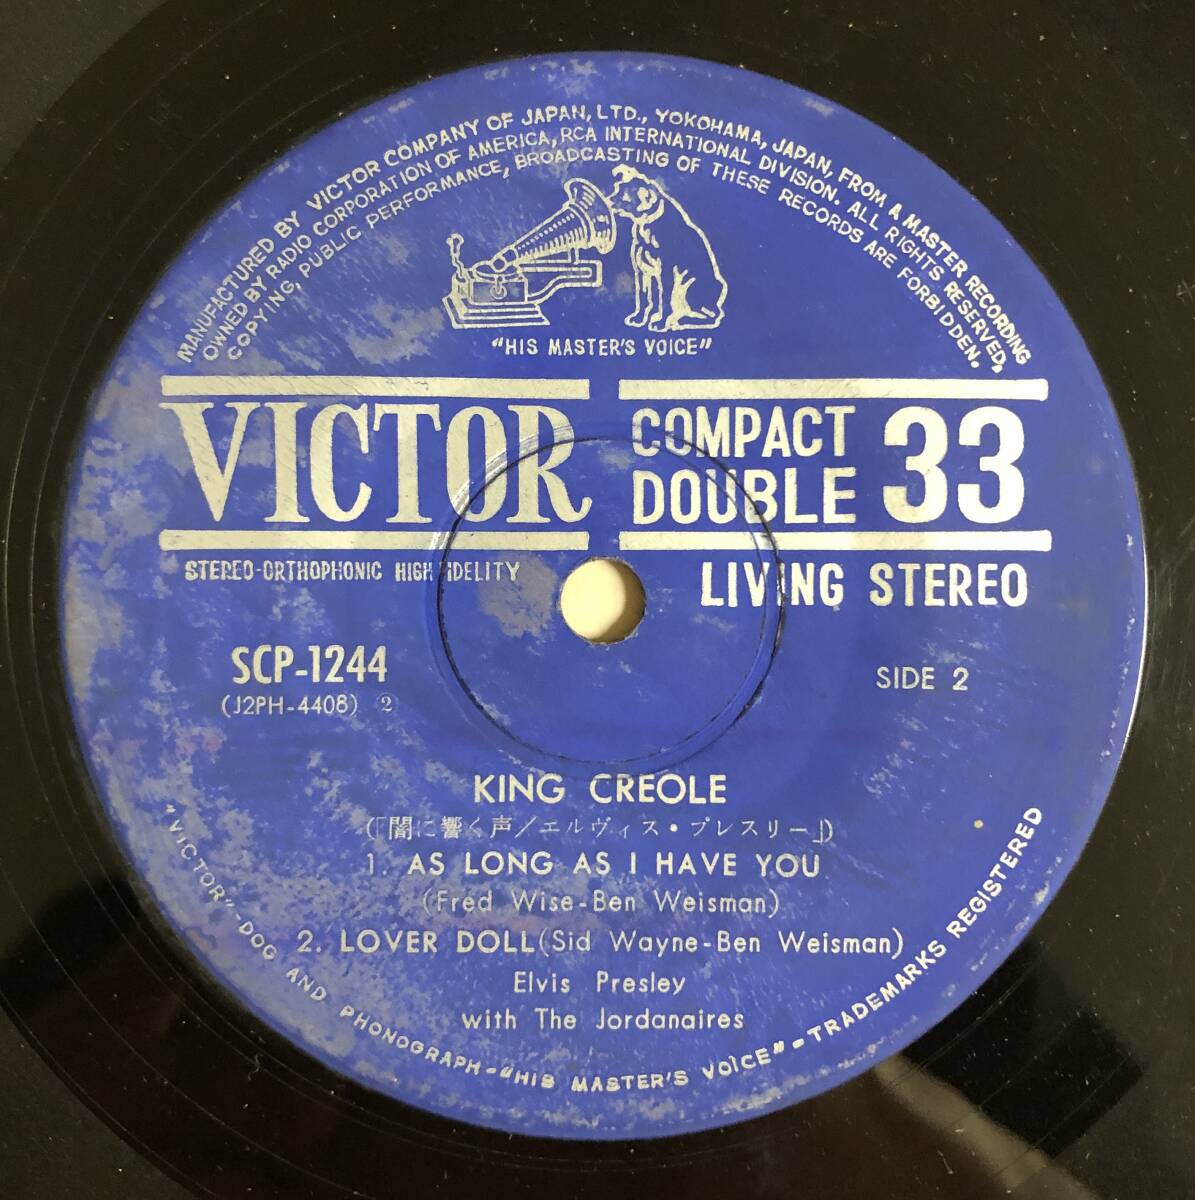 MANUFACTURED BY VICTOR COMPANY OF JAPAN, LTD., YOKOHAMA, JAPAN, FROM A MASTER RECORDING
OWNED BY RADIO CORPORATION OF AMERICA, RCA INTERNATIONAL DIVISION. ALL RIGHTS RESERVED,
COPYING, PUBLIC PERFORMANCE, BROADCASTING OF THESE RECORDS ARE FORBIDDEN.
"HIS MASTER'S VOICE"
VICTOR
COMPACT DOUBLE 33
STEREO-ORTHOPHONIC HIGH FIDELITY
LIVING STEREO
SCP-1244
(J2PH-4408) ②
SIDE 2
KING CREOLE
(「闇に響く声/エルヴィス・プレスリー」)
1. AS LONG AS I HAVE YOU
(Fred Wise-Ben Weisman)
2. LOVER DOLL(Sid Wayne-Ben Weisman)
Elvis Presley
with The Jordanaires
"VICTOR"-DOG AND PHONOGRAPH-"HIS MASTER'S VOICE"-TRADEMARKS REGISTERED